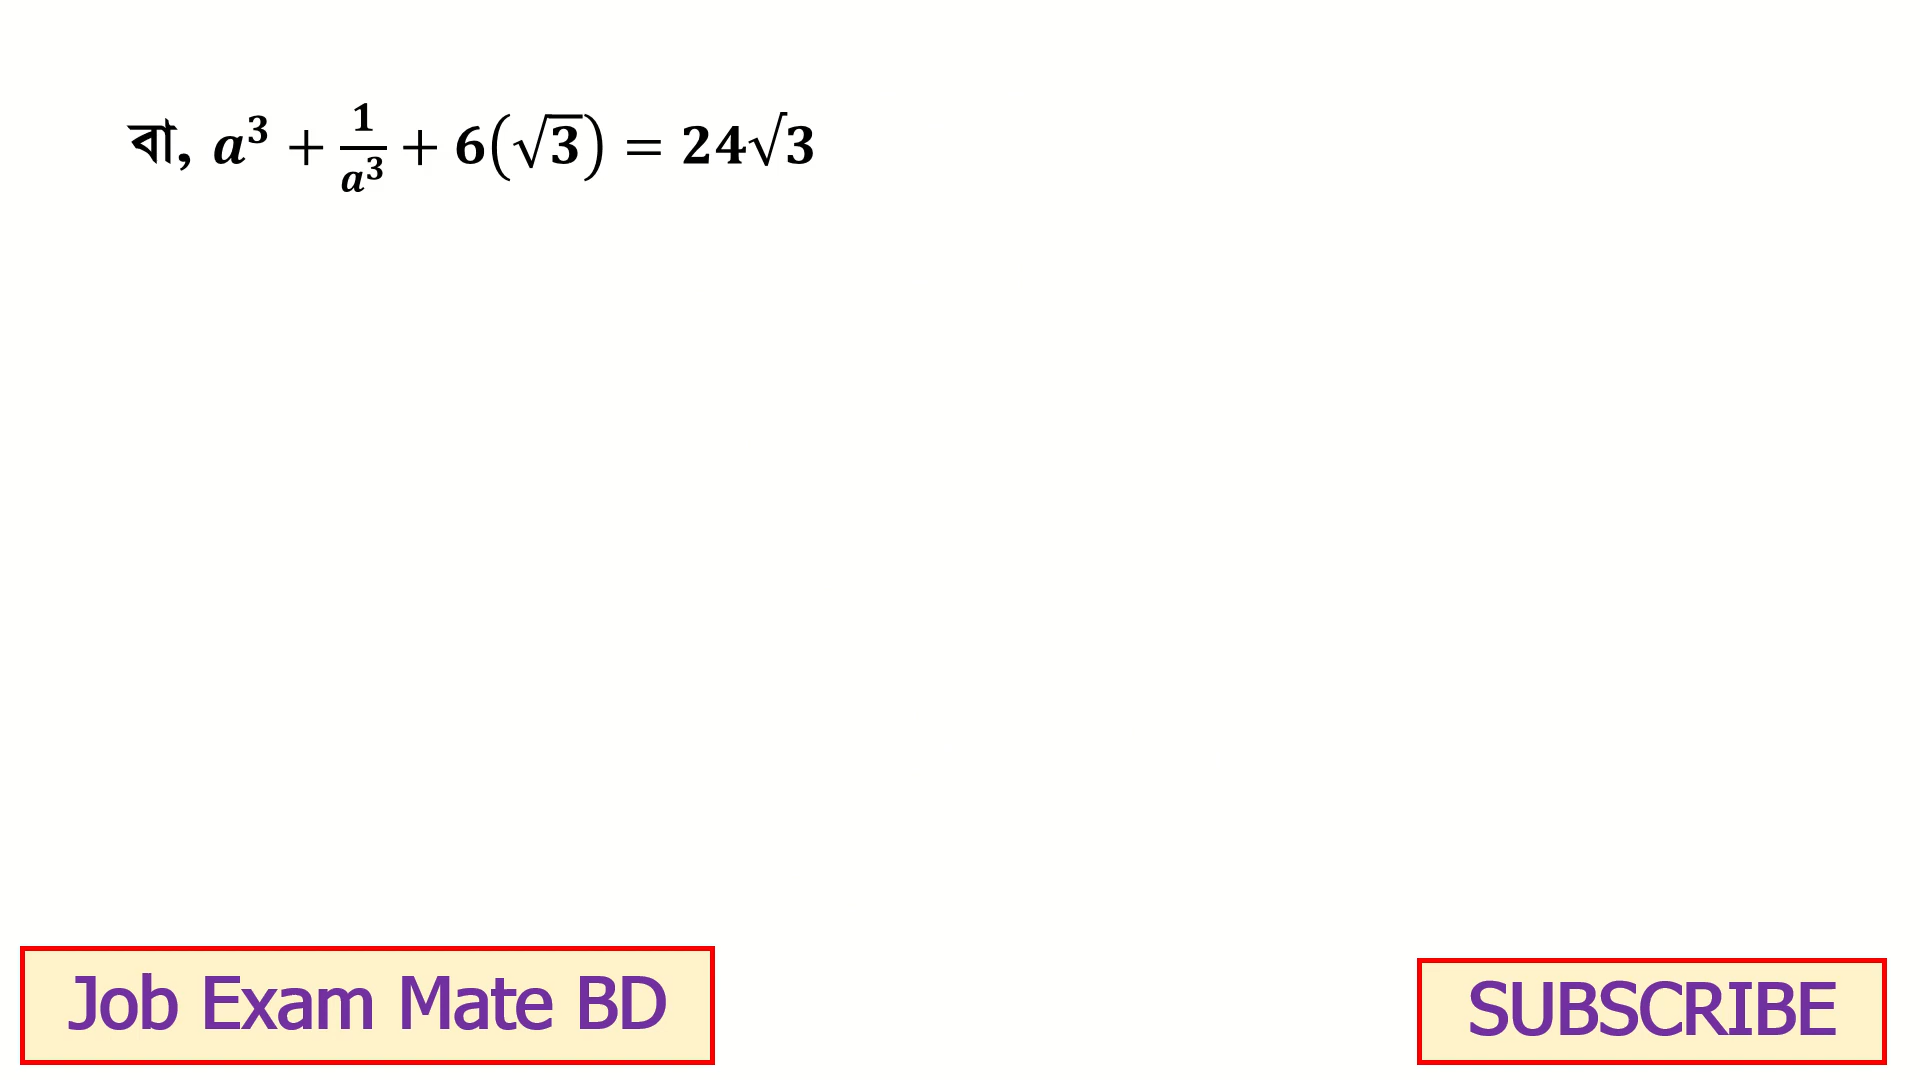 বা, a³ + 1/a³ + 6(√3) = 24√3
Job Exam Mate BD
SUBSCRIBE